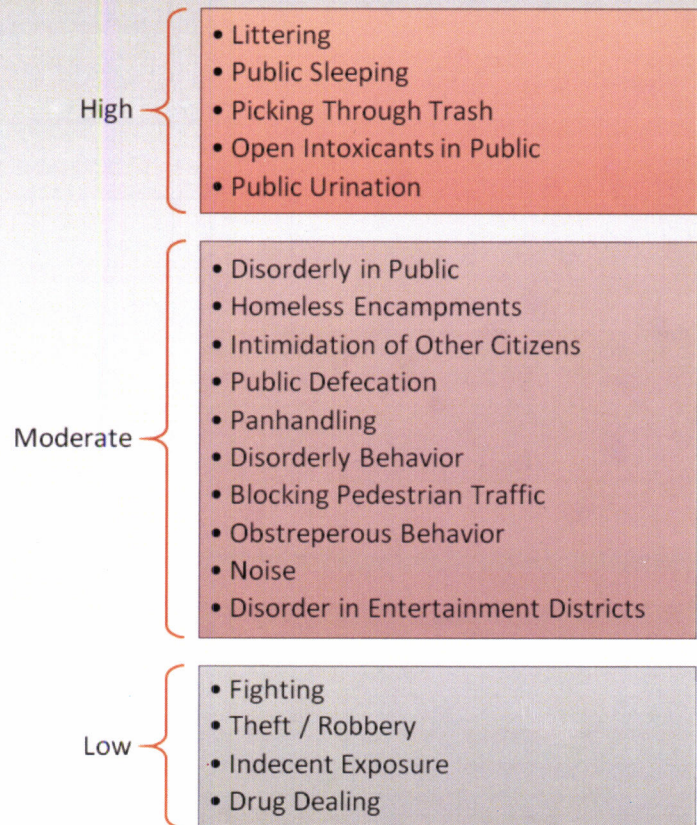 High
• Littering
• Public Sleeping
• Picking Through Trash
• Open Intoxicants in Public
• Public Urination
Moderate
• Disorderly in Public
• Homeless Encampments
• Intimidation of Other Citizens
• Public Defecation
• Panhandling
• Disorderly Behavior
• Blocking Pedestrian Traffic
• Obstreperous Behavior
• Noise
• Disorder in Entertainment Districts
Low
• Fighting
• Theft / Robbery
• Indecent Exposure
• Drug Dealing